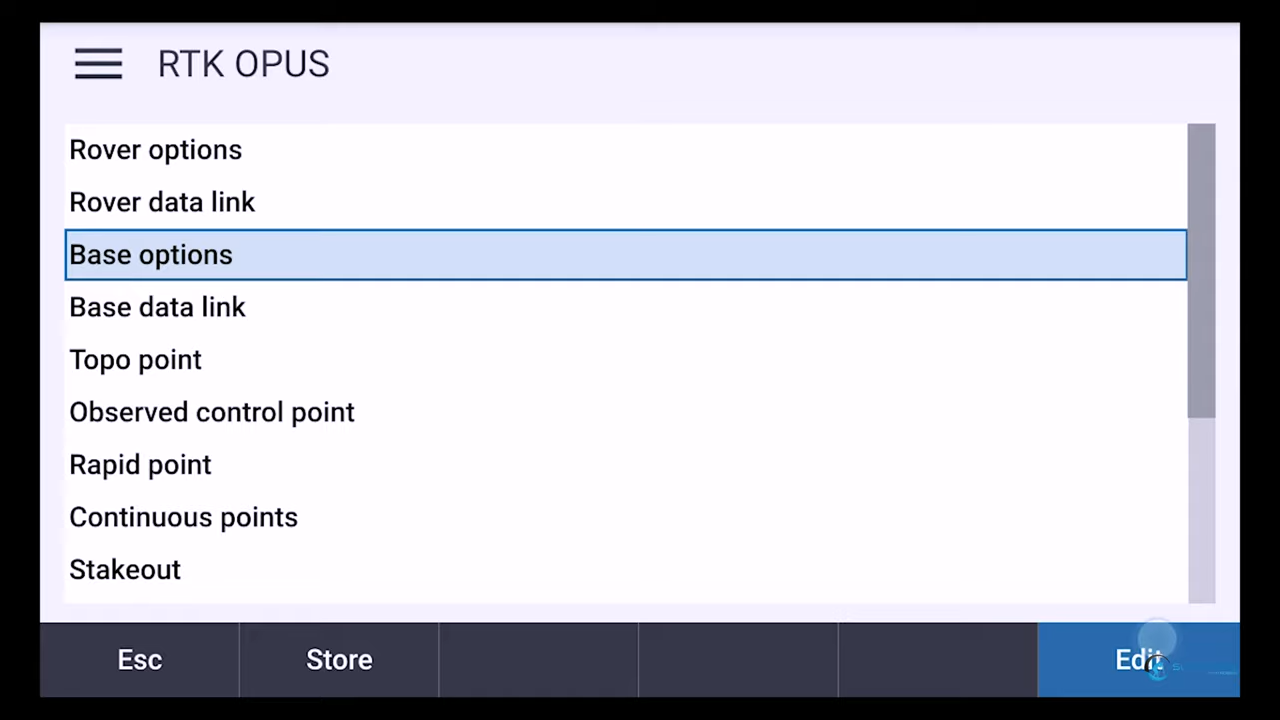 RTK OPUS
Rover options
Rover data link
Base options
Base data link
Topo point
Observed control point
Rapid point
Continuous points
Stakeout
Esc
Store
Edit